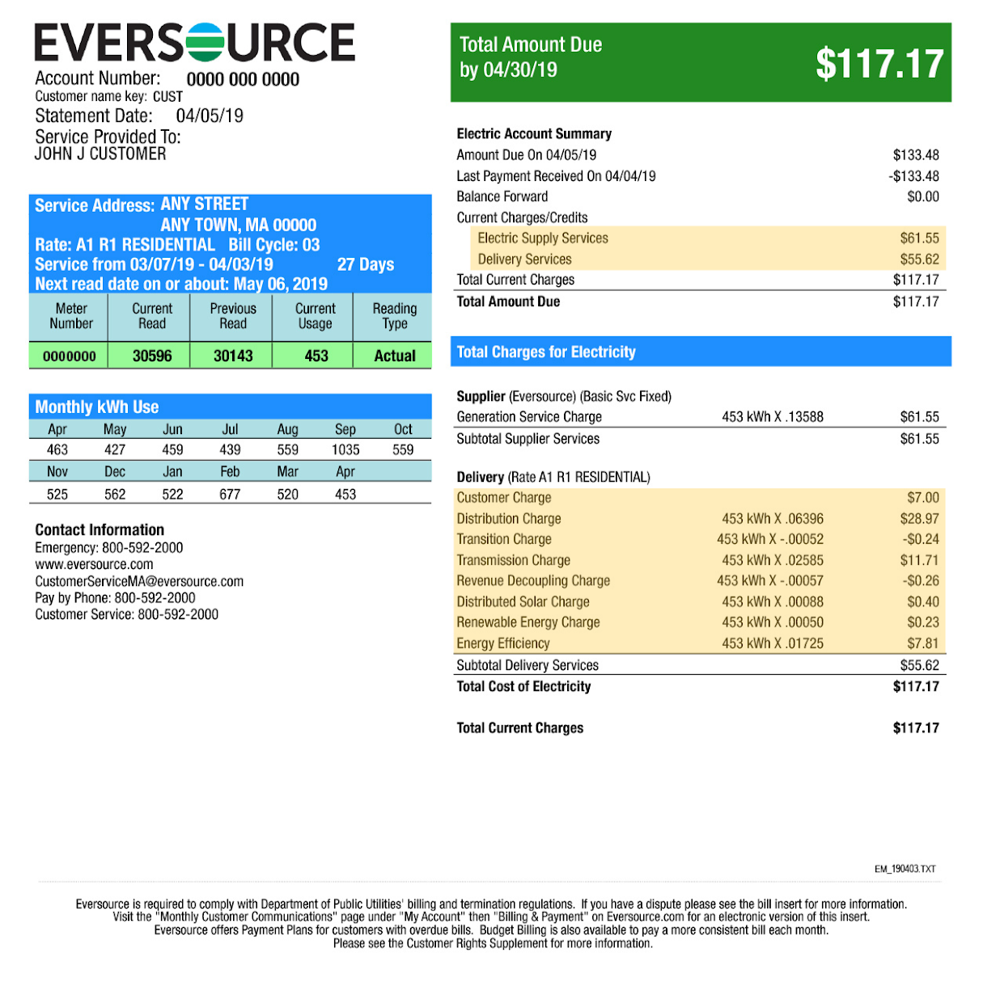 EVERSOURCE
Account Number: 0000 000 0000
Customer name key: CUST
Statement Date: 04/05/19
Service Provided To:
JOHN J CUSTOMER
Service Address: ANY STREET
ANY TOWN, MA 00000
Rate: A1 R1 RESIDENTIAL Bill Cycle: 03
Service from 03/07/19 - 04/03/19 27 Days
Next read date on or about: May 06, 2019
Meter Number Current Read Previous Read Current Usage Reading Type
0000000 30596 30143 453 Actual
Monthly kWh Use
Apr May Jun Jul Aug Sep Oct
463 427 459 439 559 1035 559
Nov Dec Jan Feb Mar Apr
525 562 522 677 520 453
Contact Information
Emergency: 800-592-2000
www.eversource.com
CustomerServiceMA@eversource.com
Pay by Phone: 800-592-2000
Customer Service: 800-592-2000
Total Amount Due
by 04/30/19 $117.17
Electric Account Summary
Amount Due On 04/05/19 $133.48
Last Payment Received On 04/04/19 -$133.48
Balance Forward $0.00
Current Charges/Credits
Electric Supply Services $61.55
Delivery Services $55.62
Total Current Charges $117.17
Total Amount Due $117.17
Total Charges for Electricity
Supplier (Eversource) (Basic Svc Fixed)
Generation Service Charge 453 kWh X .13588 $61.55
Subtotal Supplier Services $61.55
Delivery (Rate A1 R1 RESIDENTIAL)
Customer Charge $7.00
Distribution Charge 453 kWh X .06396 $28.97
Transition Charge 453 kWh X -.00052 -$0.24
Transmission Charge 453 kWh X .02585 $11.71
Revenue Decoupling Charge 453 kWh X -.00057 -$0.26
Distributed Solar Charge 453 kWh X .00088 $0.40
Renewable Energy Charge 453 kWh X .00050 $0.23
Energy Efficiency 453 kWh X .01725 $7.81
Subtotal Delivery Services $55.62
Total Cost of Electricity $117.17
Total Current Charges $117.17
EM_190403.TXT
Eversource is required to comply with Department of Public Utilities' billing and termination regulations. If you have a dispute please see the bill insert for more information.
Visit the "Monthly Customer Communications" page under "My Account" then "Billing & Payment" on Eversource.com for an electronic version of this insert.
Eversource offers Payment Plans for customers with overdue bills. Budget Billing is also available to pay a more consistent bill each month.
Please see the Customer Rights Supplement for more information.